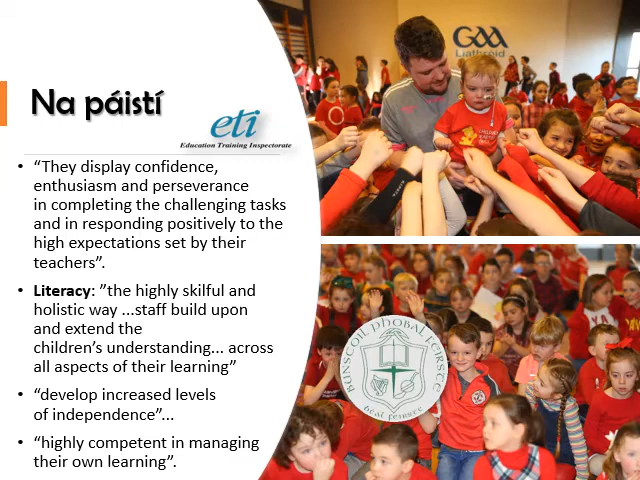 Na páistí
eti
Education Training Inspectorate
• “They display confidence,
enthusiasm and perseverance
in completing the challenging tasks
and in responding positively to the
high expectations set by their
teachers”.
• Literacy: ”the highly skilful and
holistic way ...staff build upon
and extend the
children’s understanding... across
all aspects of their learning”
• “develop increased levels
of independence”...
• “highly competent in managing
their own learning”.
GAA
Liathróid
BUNSCOIL PHOBAL FEIRSTE
BÉAL FEIRSTE